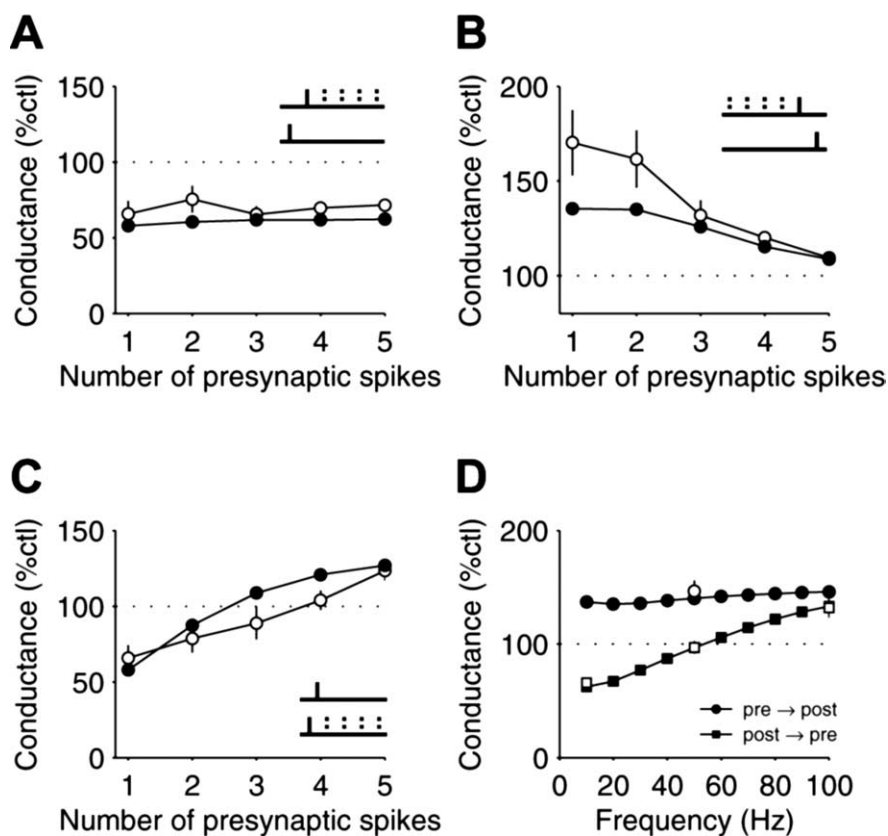 A
Conductance (%ctl)
150
100
50
0
1 2 3 4 5
Number of presynaptic spikes
B
Conductance (%ctl)
200
150
100
1 2 3 4 5
Number of presynaptic spikes
C
Conductance (%ctl)
150
100
50
0
1 2 3 4 5
Number of presynaptic spikes
D
Conductance (%ctl)
200
100
0
pre → post
post → pre
0 20 40 60 80 100
Frequency (Hz)